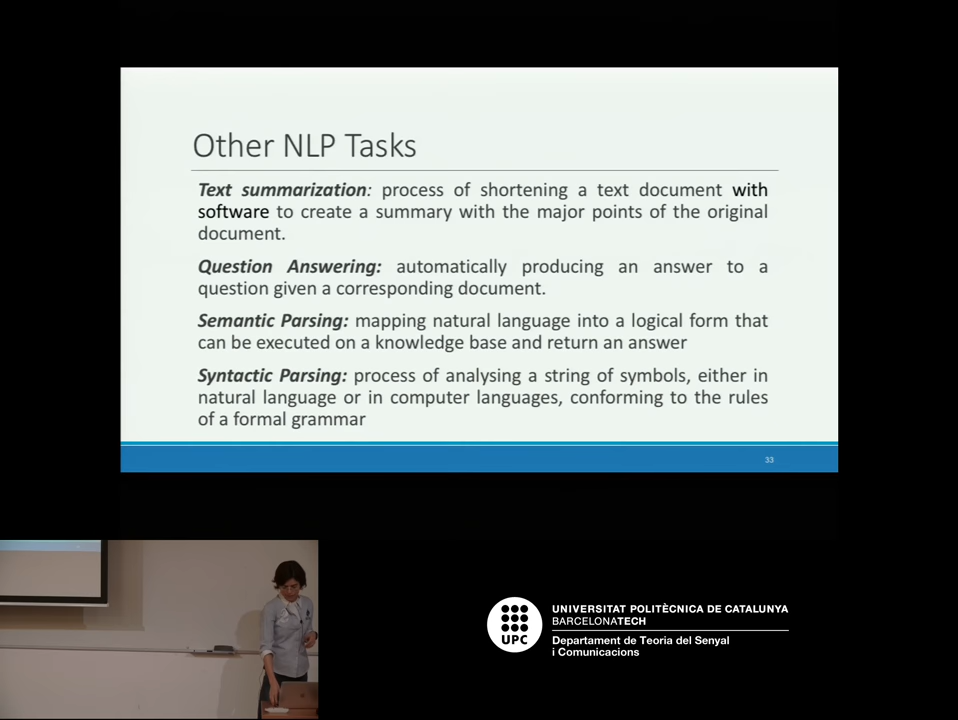 Other NLP Tasks
Text summarization: process of shortening a text document with
software to create a summary with the major points of the original
document.
Question Answering: automatically producing an answer to a
question given a corresponding document.
Semantic Parsing: mapping natural language into a logical form that
can be executed on a knowledge base and return an answer
Syntactic Parsing: process of analysing a string of symbols, either in
natural language or in computer languages, conforming to the rules
of a formal grammar
33
UPC
UNIVERSITAT POLITÈCNICA DE CATALUNYA
BARCELONATECH
Departament de Teoria del Senyal
i Comunicacions